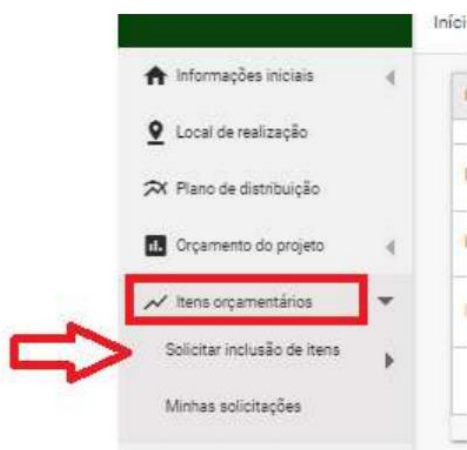 Iníci
Informações iniciais
Local de realização
Plano de distribuição
Orçamento do projeto
Itens orçamentários
Solicitar inclusão de itens
Minhas solicitações